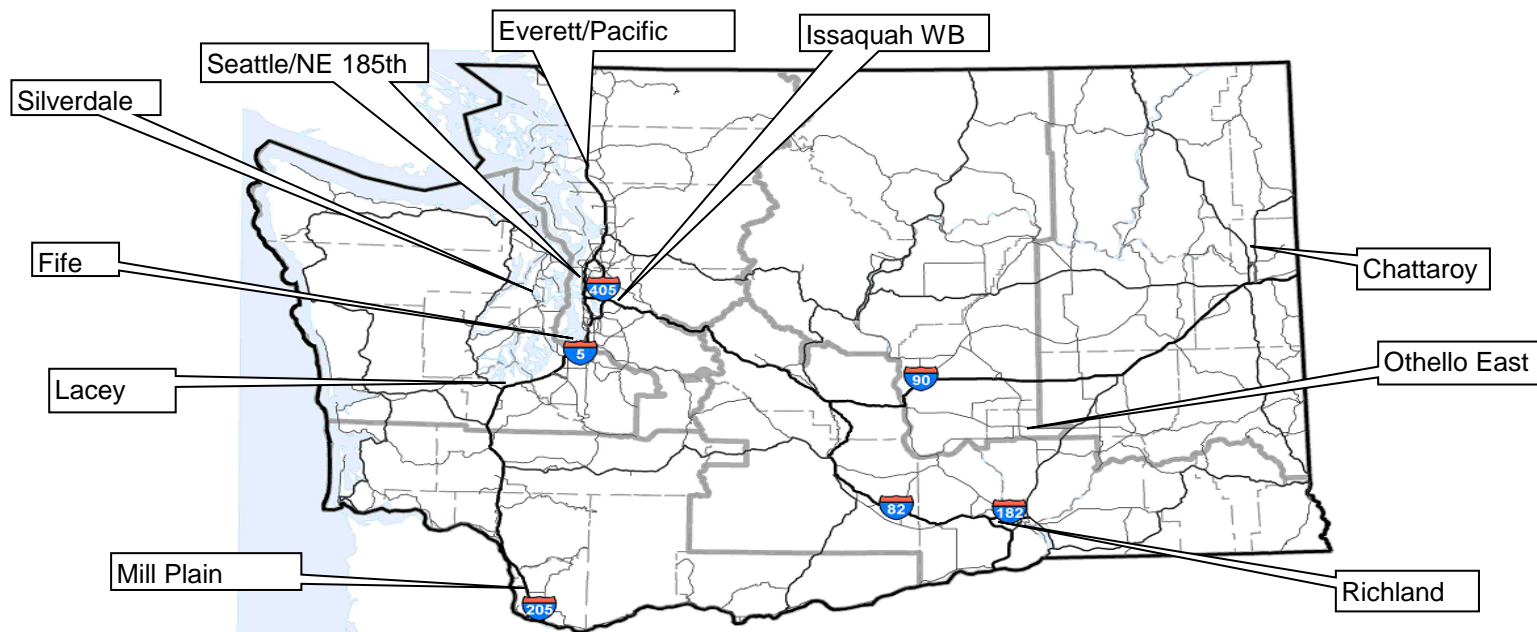 Everett/Pacific
Issaquah WB
Seattle/NE 185th
Silverdale
Fife
405
Chattaroy
5
Othello East
90
Lacey
82
182
Mill Plain
205
Richland